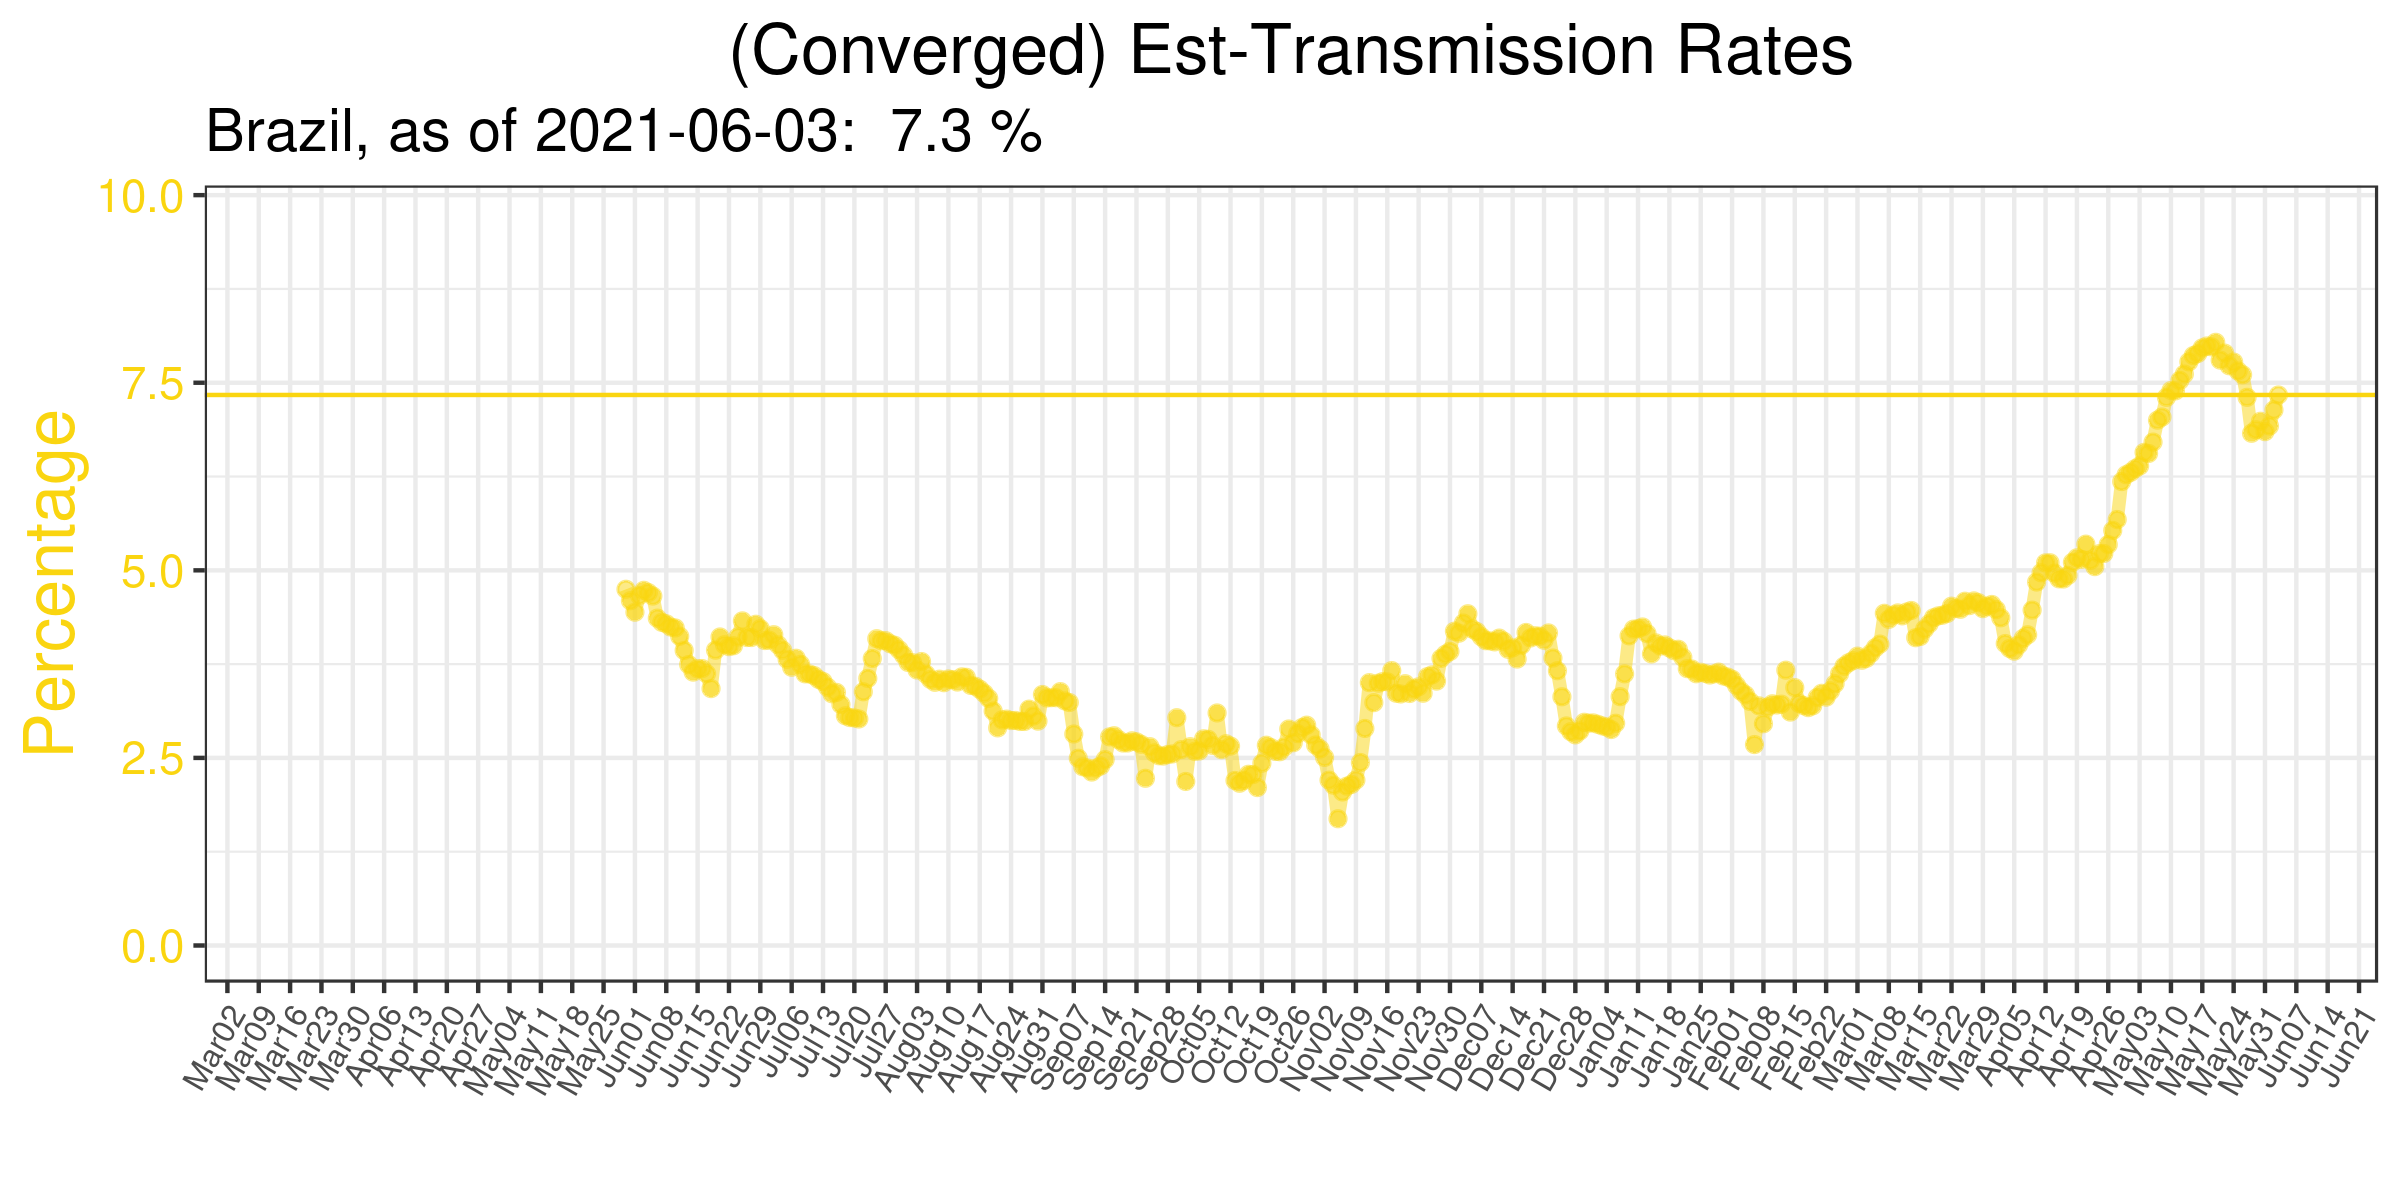 (Converged) Est-Transmission Rates
Brazil, as of 2021-06-03:  7.3 %
Percentage
10.0
7.5
5.0
2.5
0.0
Mar02
Mar09
Mar16
Mar23
Mar30
Apr06
Apr13
Apr20
Apr27
May04
May11
May18
May25
Jun01
Jun08
Jun15
Jun22
Jun29
Jul06
Jul13
Jul20
Jul27
Aug03
Aug10
Aug17
Aug24
Aug31
Sep07
Sep14
Sep21
Sep28
Oct05
Oct12
Oct19
Oct26
Nov02
Nov09
Nov16
Nov23
Nov30
Dec07
Dec14
Dec21
Dec28
Jan04
Jan11
Jan18
Jan25
Feb01
Feb08
Feb15
Feb22
Mar01
Mar08
Mar15
Mar22
Mar29
Apr05
Apr12
Apr19
Apr26
May03
May10
May17
May24
May31
Jun07
Jun14
Jun21